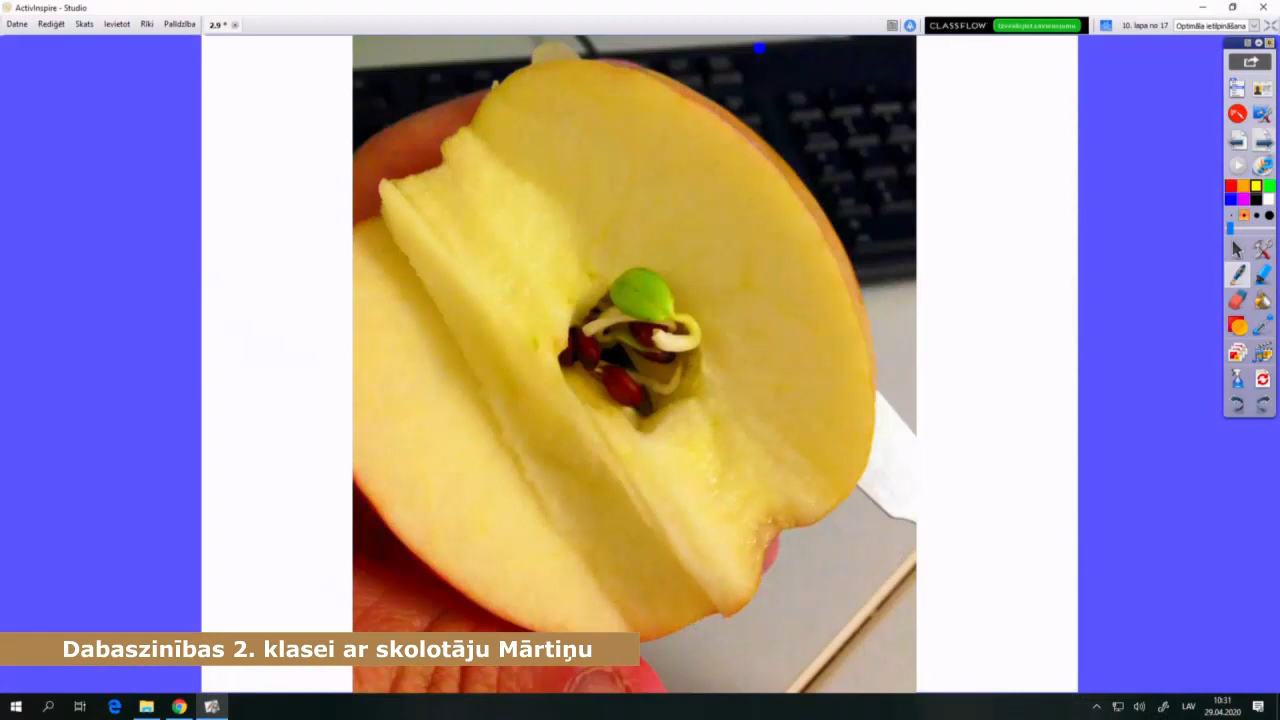 ActivInspire - Studio
Datne Rediģēt Skats Ievietot Rīki Palīdzība
2.9 *
CLASSFLOW
10. lapa no 17
Optimāla ietilpināšana
Dabaszinības 2. klasei ar skolotāju Mārtiņu
LAV
10:31
29.04.2020